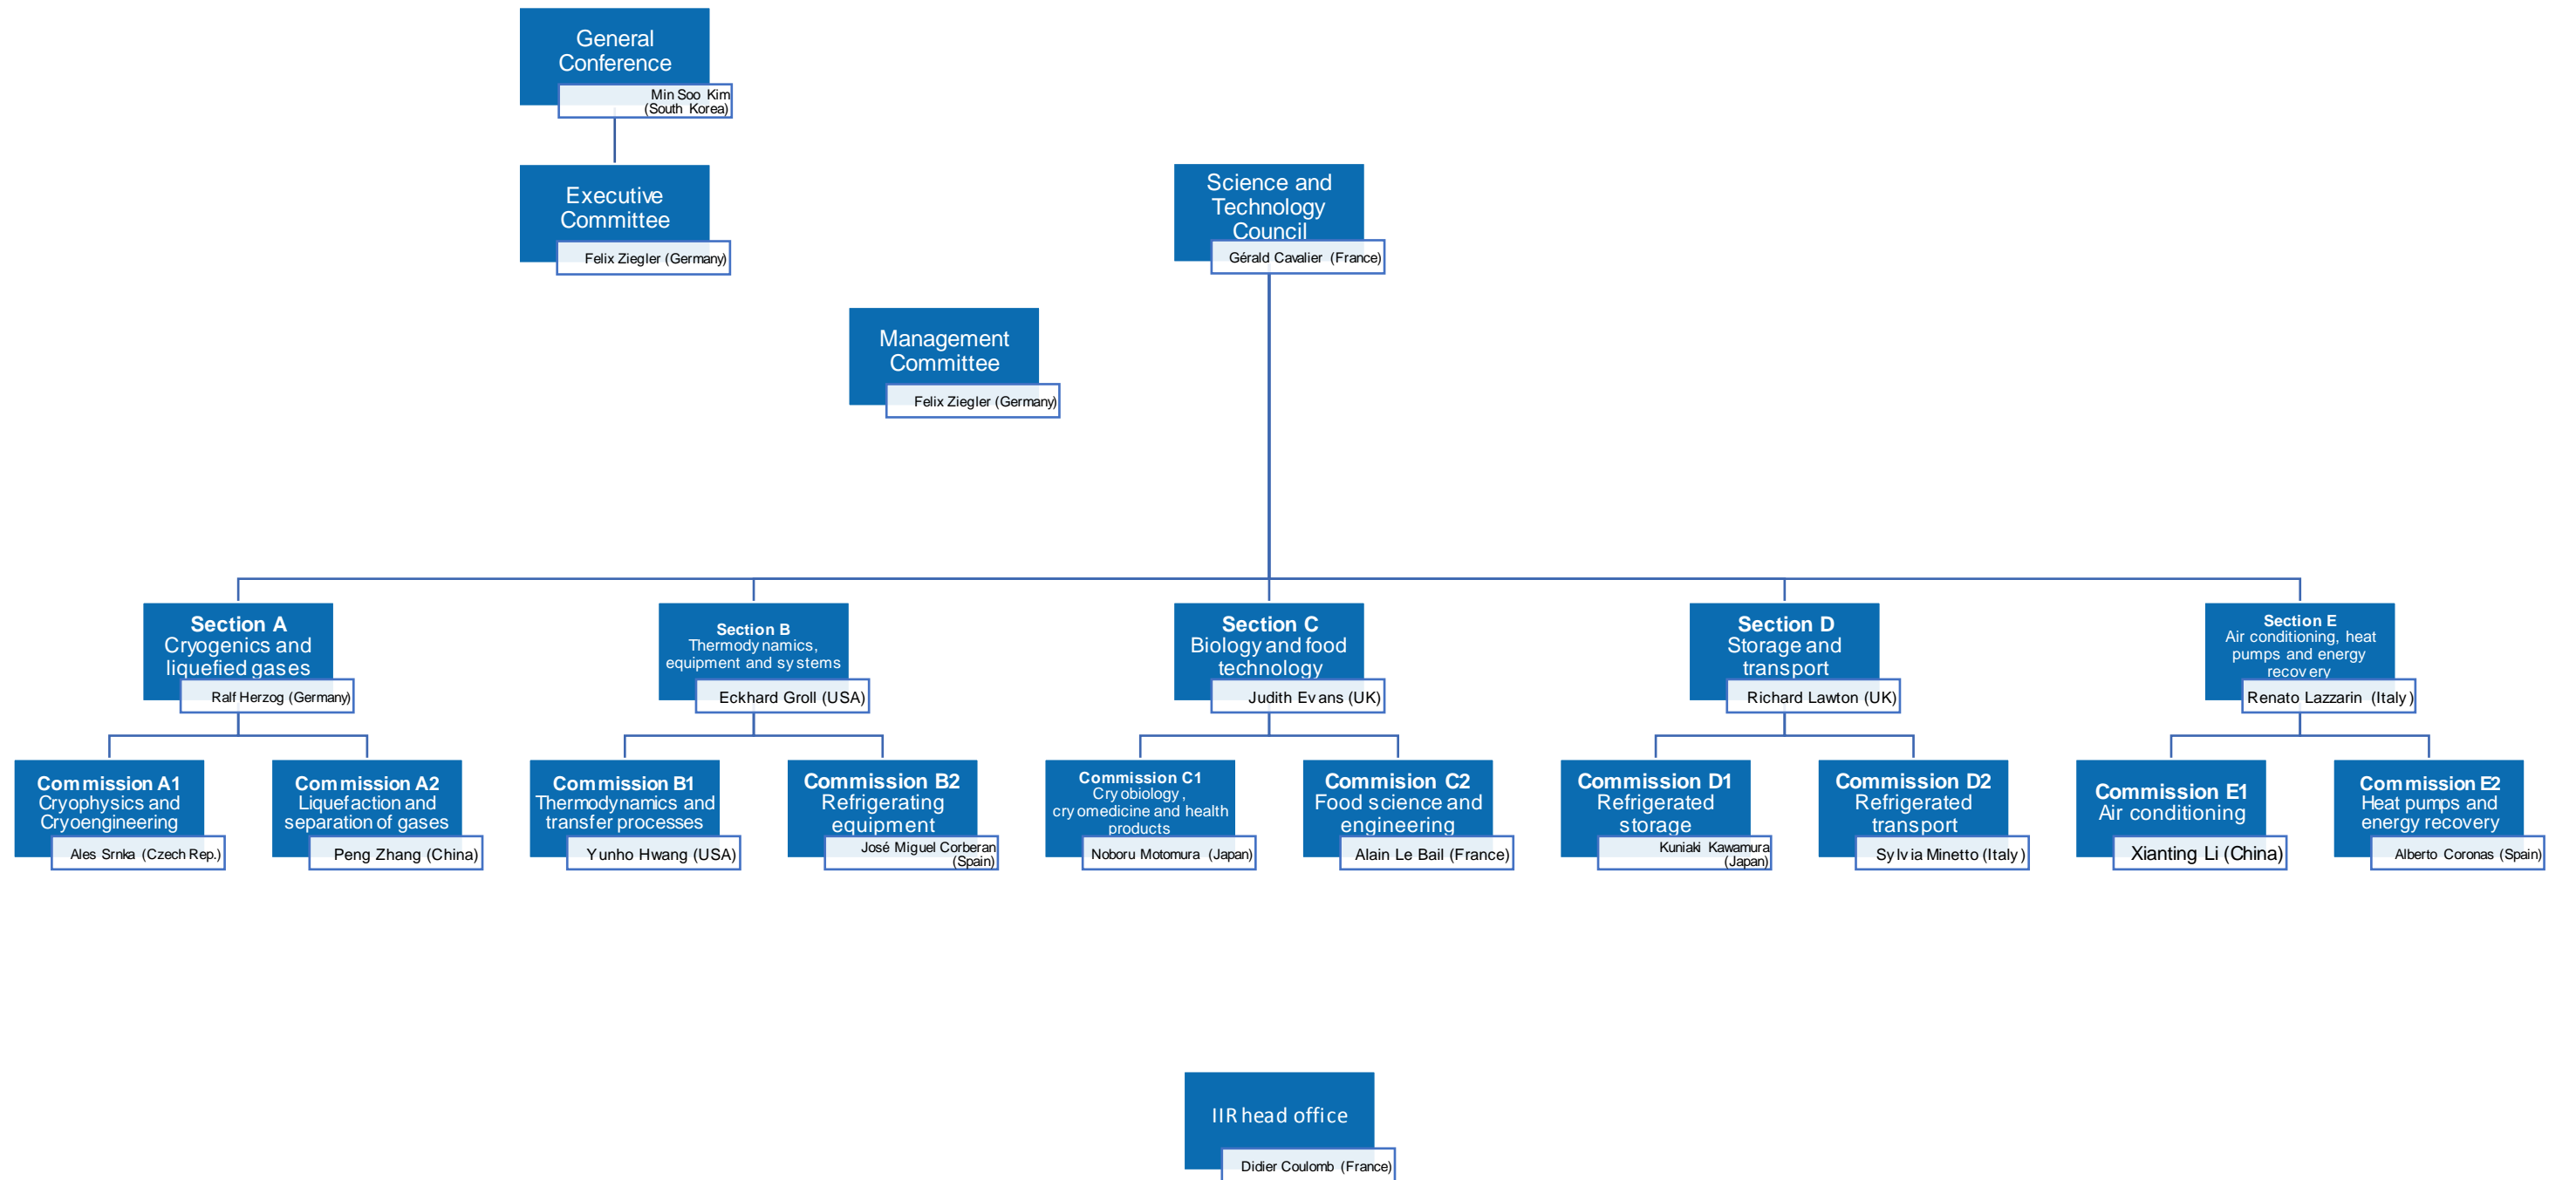 General
Conference
Min Soo Kim
(South Korea)
Executive
Committee
Felix Ziegler (Germany)
Science and
Technology
Council
Gérald Cavalier (France)
Management
Committee
Felix Ziegler (Germany)
Section A
Cryogenics and
liquefied gases
Ralf Herzog (Germany)
Section B
Thermodynamics,
equipment and systems
Eckhard Groll (USA)
Section C
Biology and food
technology
Judith Evans (UK)
Section D
Storage and
transport
Richard Lawton (UK)
Section E
Air conditioning, heat
pumps and energy
recovery
Renato Lazzarin (Italy)
Commission A1
Cryophysics and
Cryoengineering
Ales Srnka (Czech Rep.)
Commission A2
Liquefaction and
separation of gases
Peng Zhang (China)
Commission B1
Thermodynamics and
transfer processes
Yunho Hwang (USA)
Commission B2
Refrigerating
equipment
José Miguel Corberan
(Spain)
Commission C1
Cryobiology,
cryomedicine and health
products
Noboru Motomura (Japan)
Commision C2
Food science and
engineering
Alain Le Bail (France)
Commission D1
Refrigerated
storage
Kuniaki Kawamura
(Japan)
Commission D2
Refrigerated
transport
Sylvia Minetto (Italy)
Commission E1
Air conditioning
Xianting Li (China)
Commission E2
Heat pumps and
energy recovery
Alberto Coronas (Spain)
IIR head office
Didier Coulomb (France)